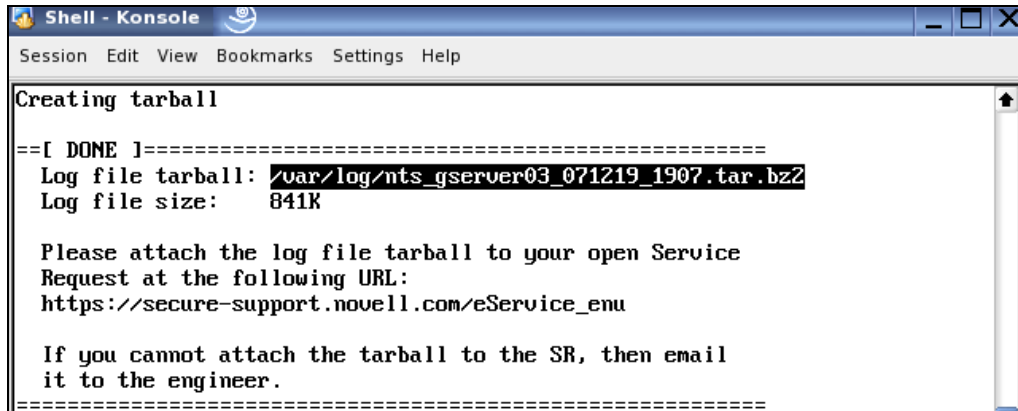 Shell - Konsole
Session Edit View Bookmarks Settings Help
Creating tarball
==[ DONE ]================================================
Log file tarball: /var/log/nts_gserver03_071219_1907.tar.bz2
Log file size: 841K
Please attach the log file tarball to your open Service
Request at the following URL:
https://secure-support.novell.com/eService_enu
If you cannot attach the tarball to the SR, then email
it to the engineer.
==========================================================